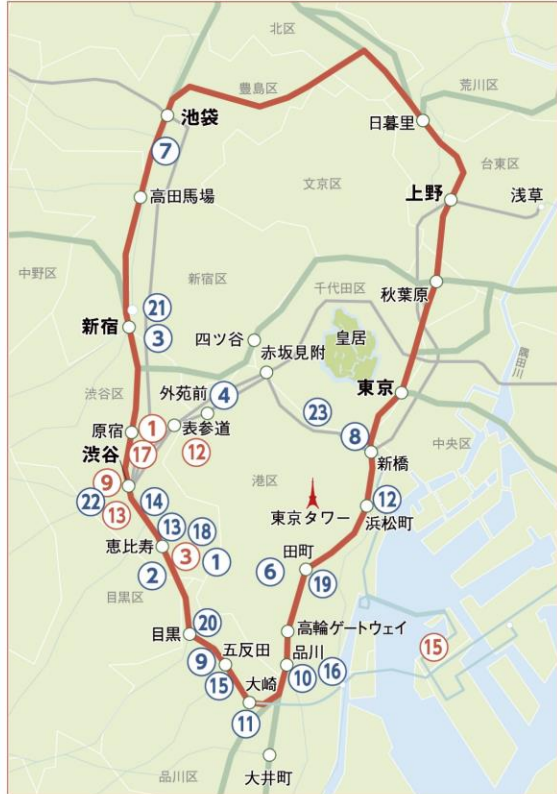 北区
豊島区
荒川区
池袋
日暮里
⑦
台東区
文京区
高田馬場
上野
浅草
中野区
新宿区
秋葉原
千代田区
㉑
新宿
③
四ツ谷
皇居
隅田川
赤坂見附
渋谷区
外苑前
④
東京
㉓
原宿
①
表参道
⑧
中央区
⑰
⑫
新橋
渋谷
港区
⑨
㉒
⑭
⑫
⑬
東京タワー
浜松町
⑬
⑱
恵比寿
③
①
田町
②
⑥
⑲
目黒区
⑳
目黒
高輪ゲートウェイ
五反田
品川
⑮
⑨
⑮
大崎
⑩
⑯
⑪
品川区
大井町